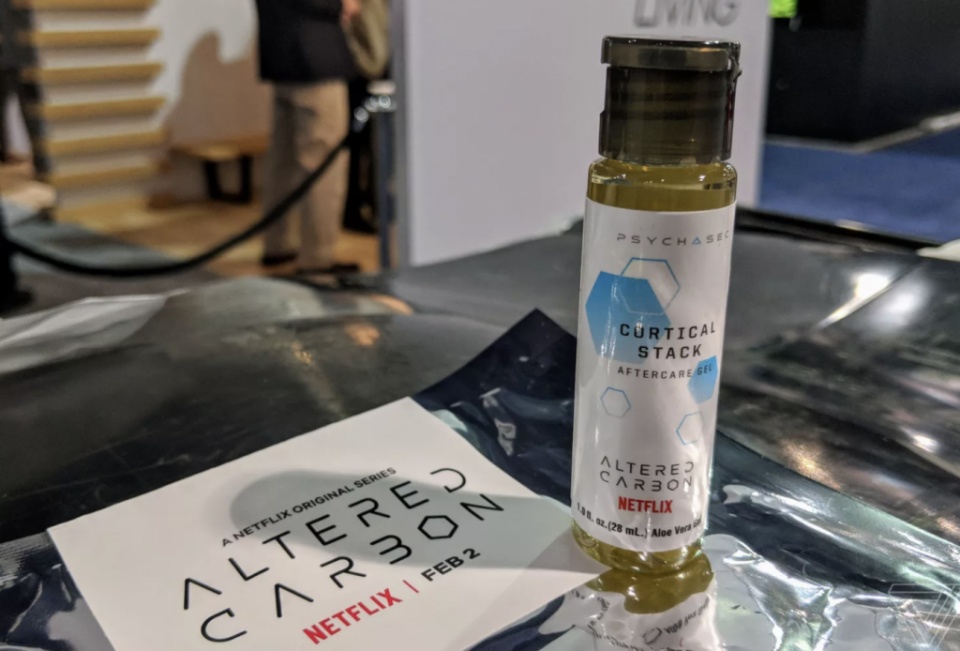 LIVING
PSYCHASEC
CORTICAL
STACK
AFTERCARE GEL
ALTERED
CARBON
NETFLIX
1.0 fl. oz. (28 mL.) Aloe Vera Gel
A NETFLIX ORIGINAL SERIES
ALTERED
CARBON
NETFLIX | FEB 2